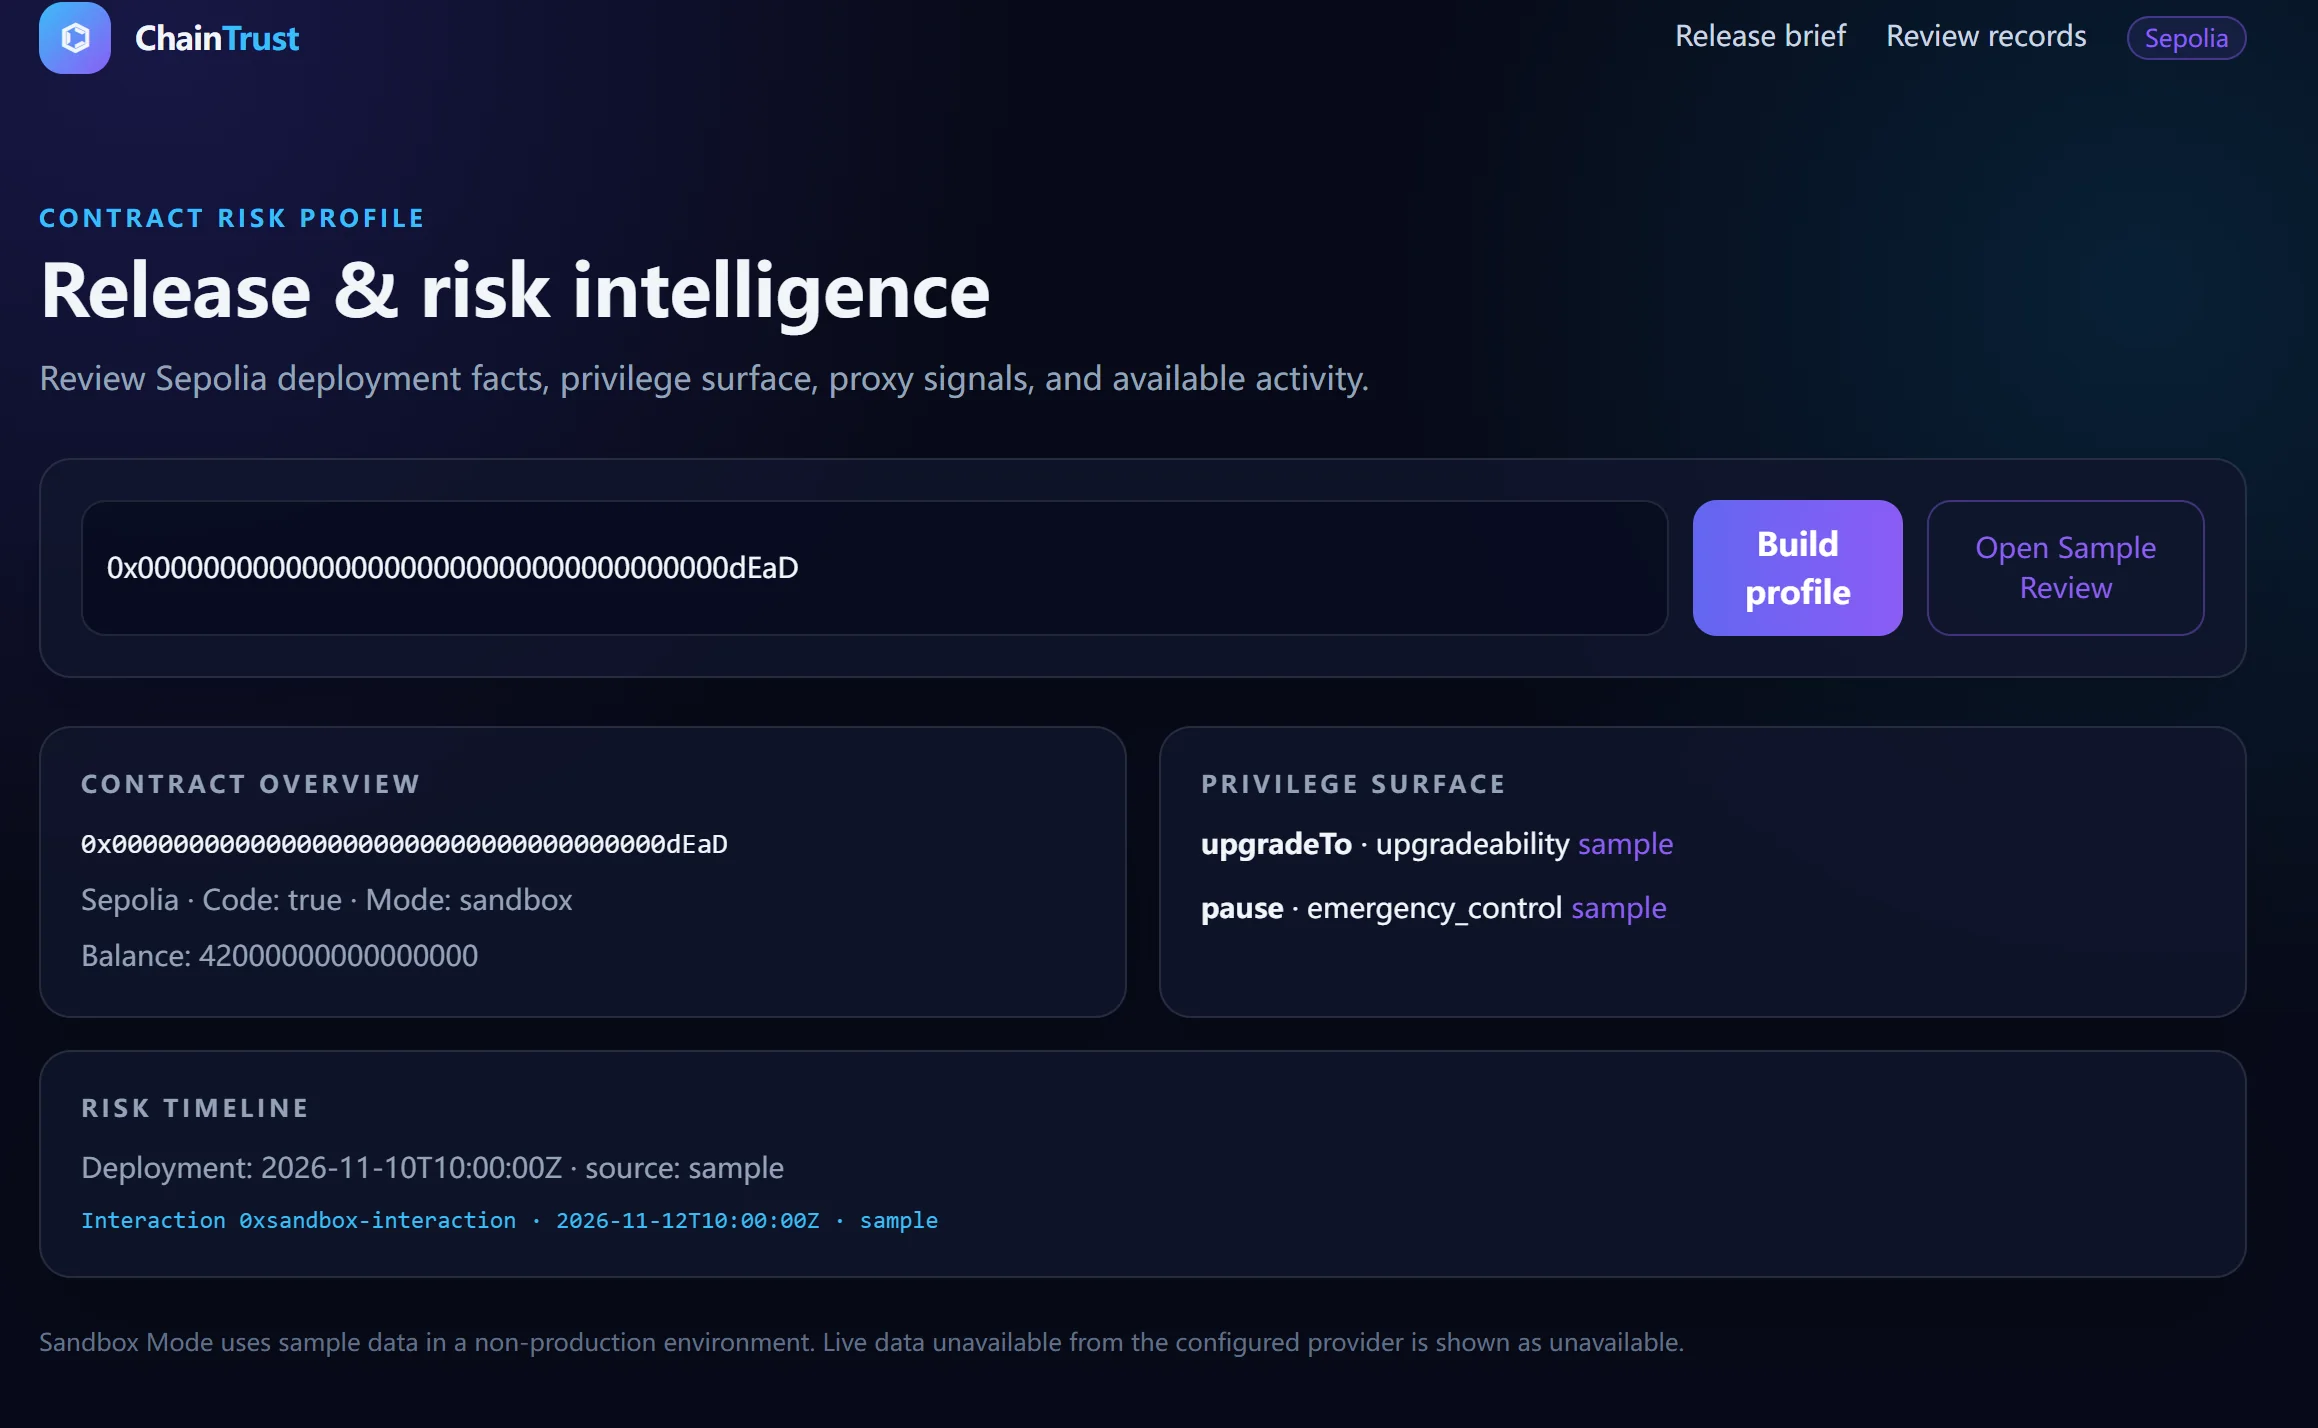 ChainTrust
Release brief
Review records
Sepolia
CONTRACT RISK PROFILE
Release & risk intelligence
Review Sepolia deployment facts, privilege surface, proxy signals, and available activity.
0x000000000000000000000000000000000000dEaD
Build
profile
Open Sample
Review
CONTRACT OVERVIEW
0x000000000000000000000000000000000000dEaD
Sepolia · Code: true · Mode: sandbox
Balance: 42000000000000000
PRIVILEGE SURFACE
upgradeTo · upgradeability sample
pause · emergency_control sample
RISK TIMELINE
Deployment: 2026-11-10T10:00:00Z · source: sample
Interaction 0xsandbox-interaction · 2026-11-12T10:00:00Z · sample
Sandbox Mode uses sample data in a non-production environment. Live data unavailable from the configured provider is shown as unavailable.